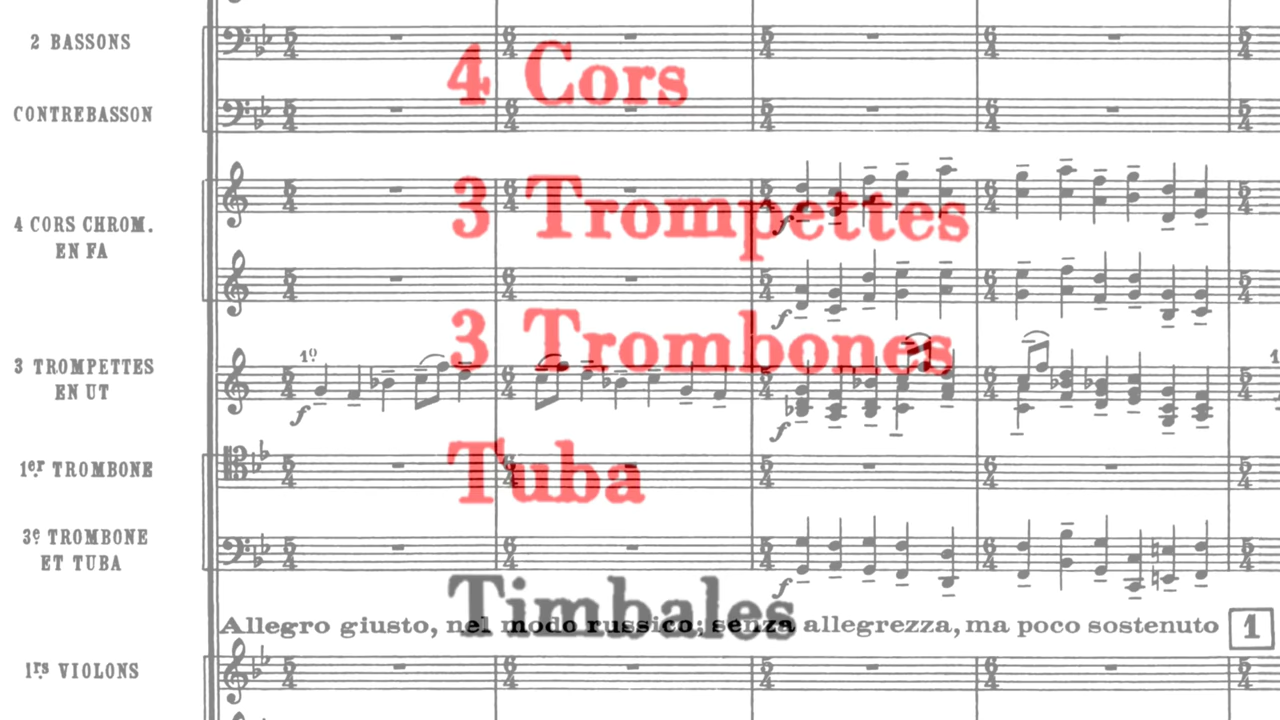 2 BASSONS
4 Cors
CONTREBASSON
4 CORS CHROM.
EN FA
3 Trompettes
3 Trombones
3 TROMPETTES
EN UT
1º
1
f
f
f
f
1er TROMBONE
Tuba
3e TROMBONE
ET TUBA
f
Timbales
Allegro giusto, nel modo russico; senza allegrezza, ma poco sostenuto
1
1rs VIOLONS